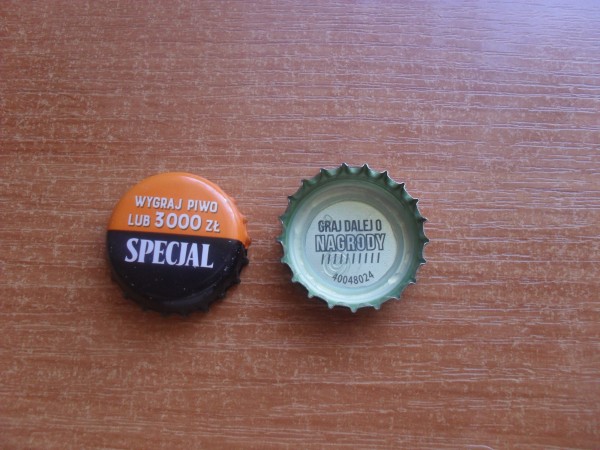 WYGRAJ PIWO
LUB 3000 ZŁ
SPECJAL
GRAJ DALEJ O
NAGRODY
40048024